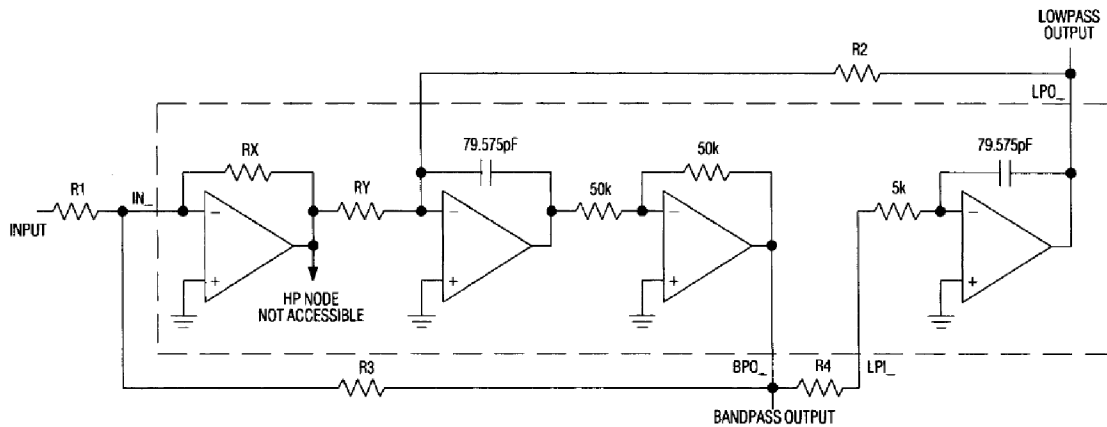 LOWPASS
OUTPUT
R2
LPO_
79.575pF
50k
79.575pF
RX
R1
IN_
RY
50k
5k
INPUT
−
−
−
−
+
+
+
+
HP NODE
NOT ACCESSIBLE
R3
BPO_
R4
LPI_
BANDPASS OUTPUT